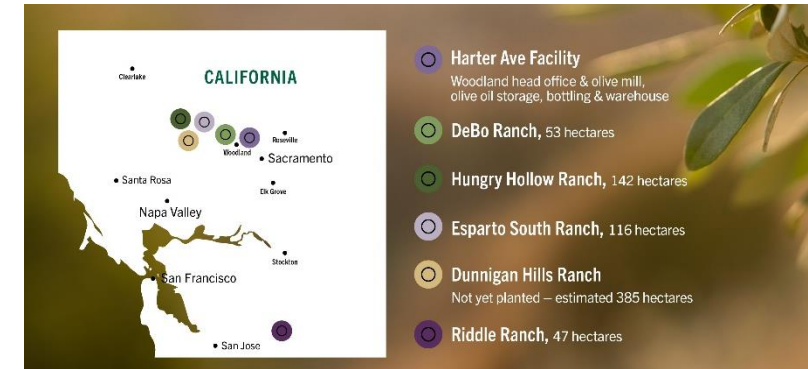 Clearlake
CALIFORNIA
Roseville
Woodland
Sacramento
Santa Rosa
Elk Grove
Napa Valley
Stockton
San Francisco
San Jose
Harter Ave Facility
Woodland head office & olive mill,
olive oil storage, bottling & warehouse
DeBo Ranch, 53 hectares
Hungry Hollow Ranch, 142 hectares
Esparto South Ranch, 116 hectares
Dunnigan Hills Ranch
Not yet planted – estimated 385 hectares
Riddle Ranch, 47 hectares